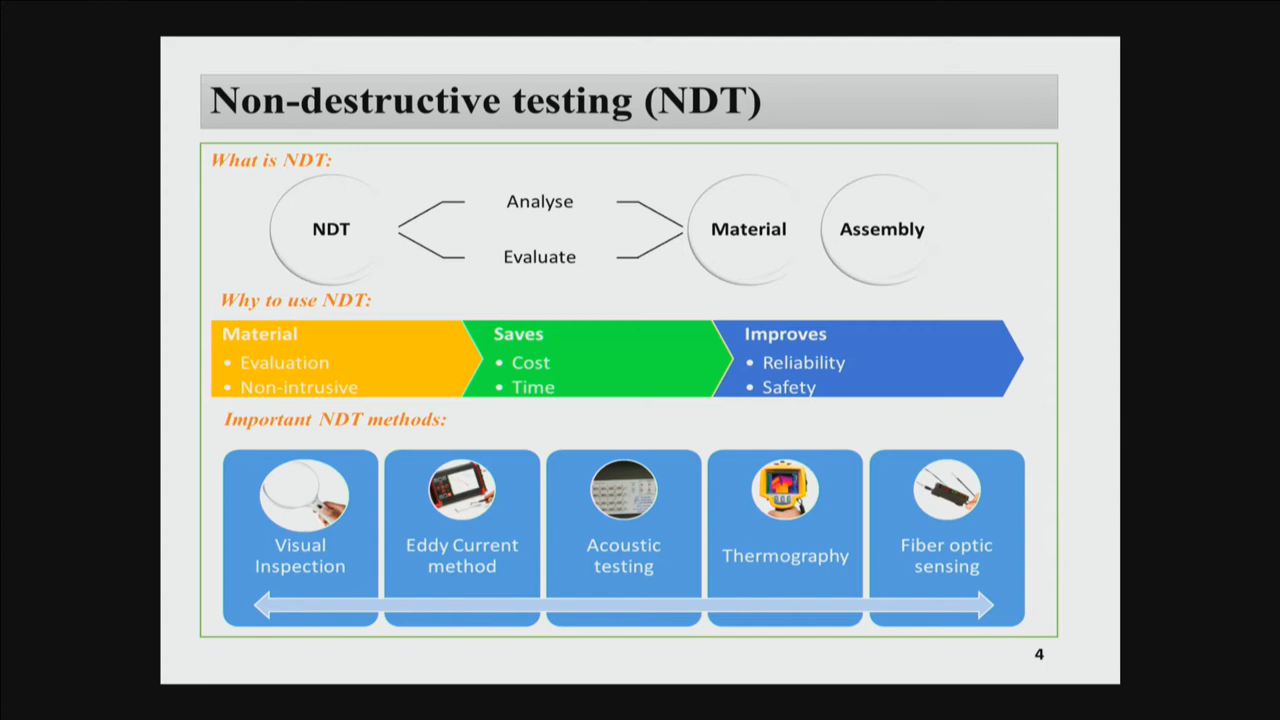 Non-destructive testing (NDT)
What is NDT:
NDT
Analyse
Evaluate
Material
Assembly
Why to use NDT:
Material
• Evaluation
• Non-intrusive
Saves
• Cost
• Time
Improves
• Reliability
• Safety
Important NDT methods:
Visual
Inspection
Eddy Current
method
Acoustic
testing
Thermography
Fiber optic
sensing
4